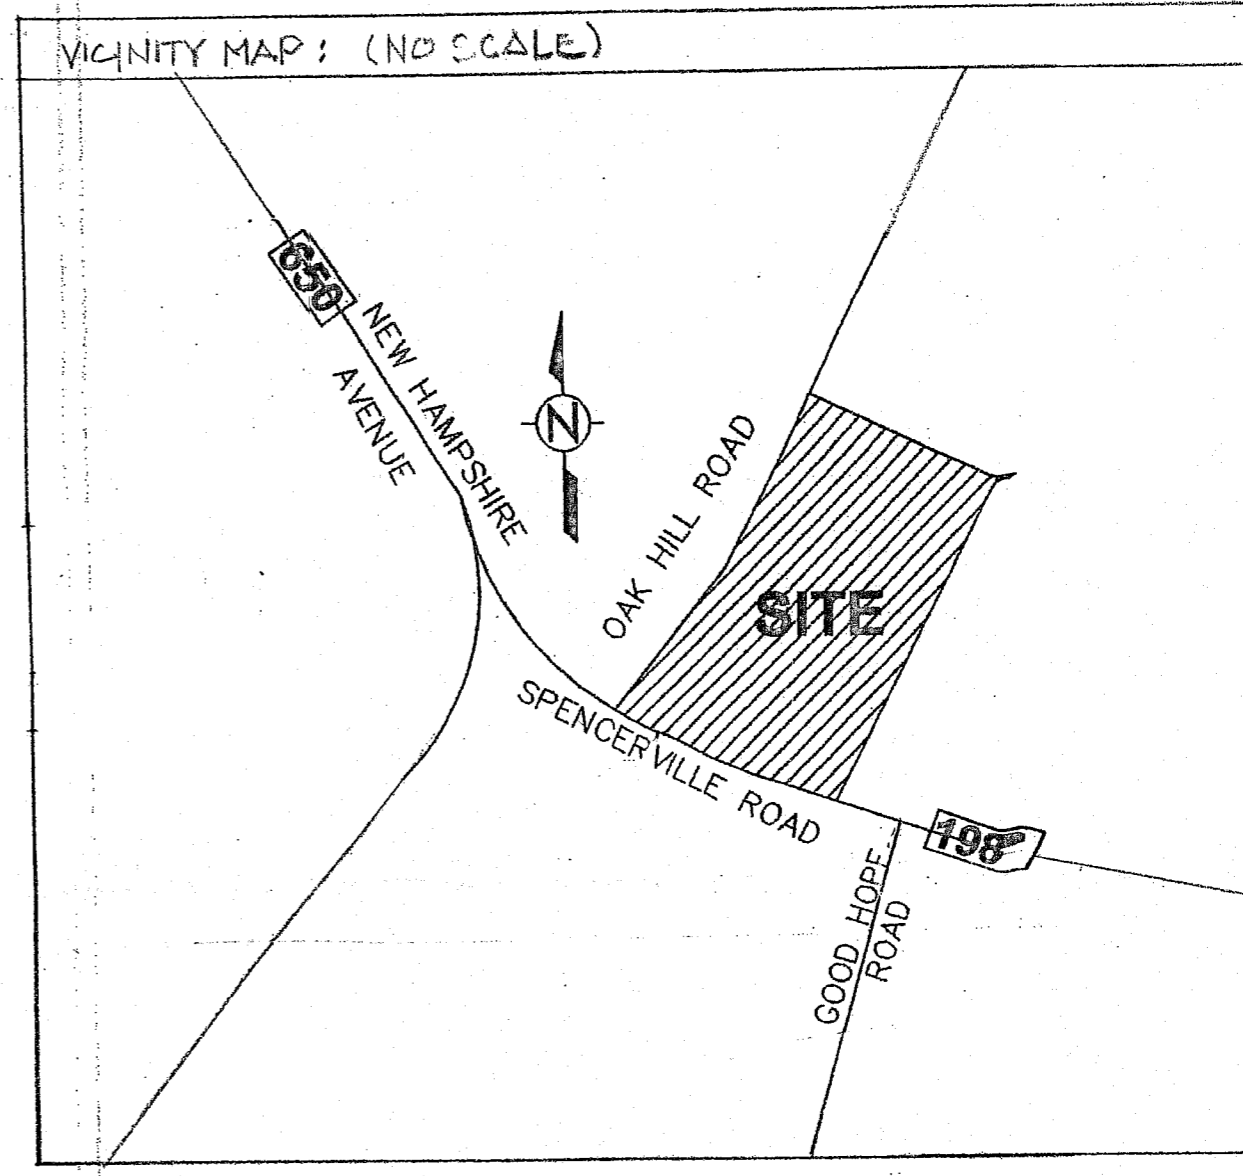 VICINITY MAP: (NO SCALE)
650
NEW HAMPSHIRE
AVENUE
N
OAK HILL ROAD
SITE
SPENCERVILLE ROAD
198
GOOD HOPE
ROAD